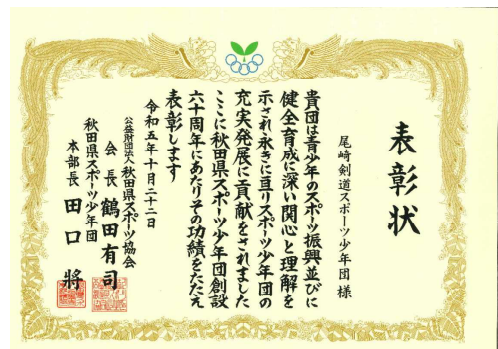 表彰状
尾崎剣道スポーツ少年団 様
貴団は青少年のスポーツ振興並びに
健全育成に深い関心と理解を
示され永きに亘りスポーツ少年団の
充実発展に貢献をされました
ここに秋田県スポーツ少年団創設
六十周年にあたりその功績をたたえ
表彰します
令和五年十月二十二日
公益財団法人秋田県スポーツ協会
会長 鶴田有司
秋田県スポーツ少年団
本部長 田口 将